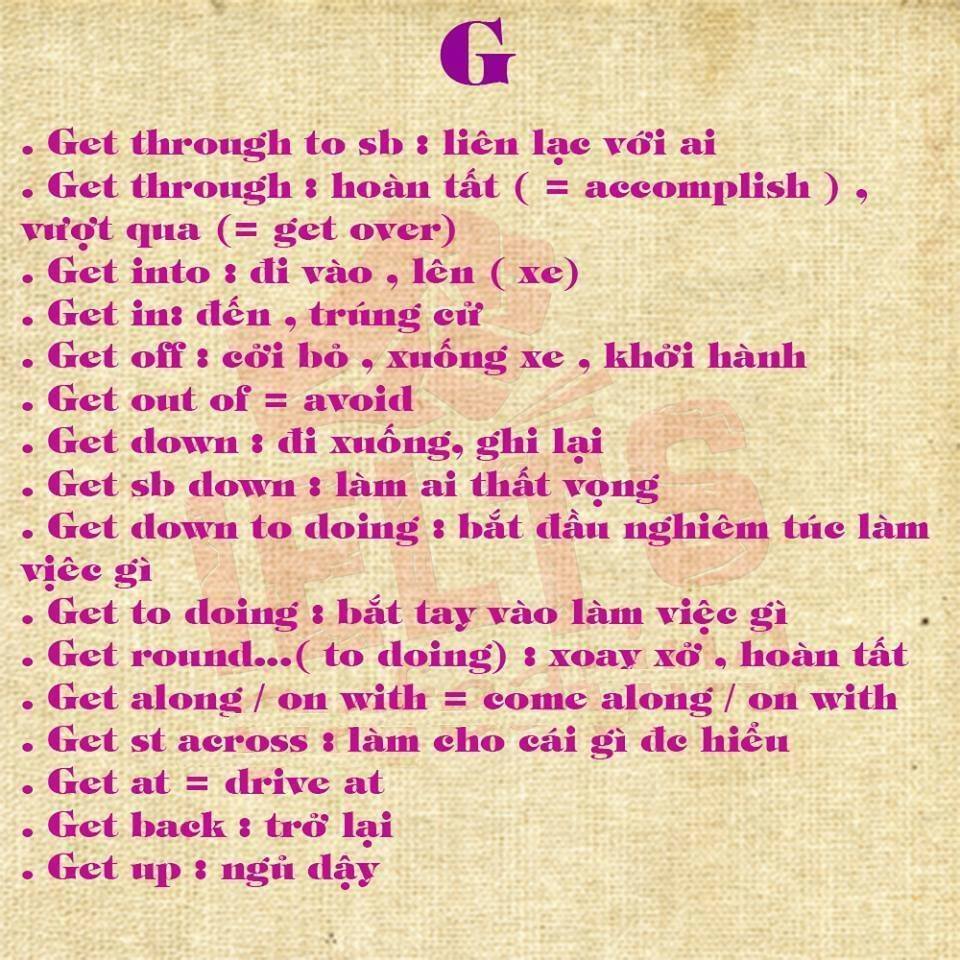 G
. Get through to sb : liên lạc với ai
. Get through : hoàn tất ( = accomplish ) ,
vượt qua (= get over)
. Get into : đi vào , lên ( xe)
. Get in: đến , trúng cử
. Get off : cởi bỏ , xuống xe , khởi hành
. Get out of = avoid
. Get down : đi xuống, ghi lại
. Get sb down : làm ai thất vọng
. Get down to doing : bắt đầu nghiêm túc làm
việc gì
. Get to doing : bắt tay vào làm việc gì
. Get round...( to doing) : xoay xở , hoàn tất
. Get along / on with = come along / on with
. Get st across : làm cho cái gì đc hiểu
. Get at = drive at
. Get back : trở lại
. Get up : ngủ dậy
IELTS